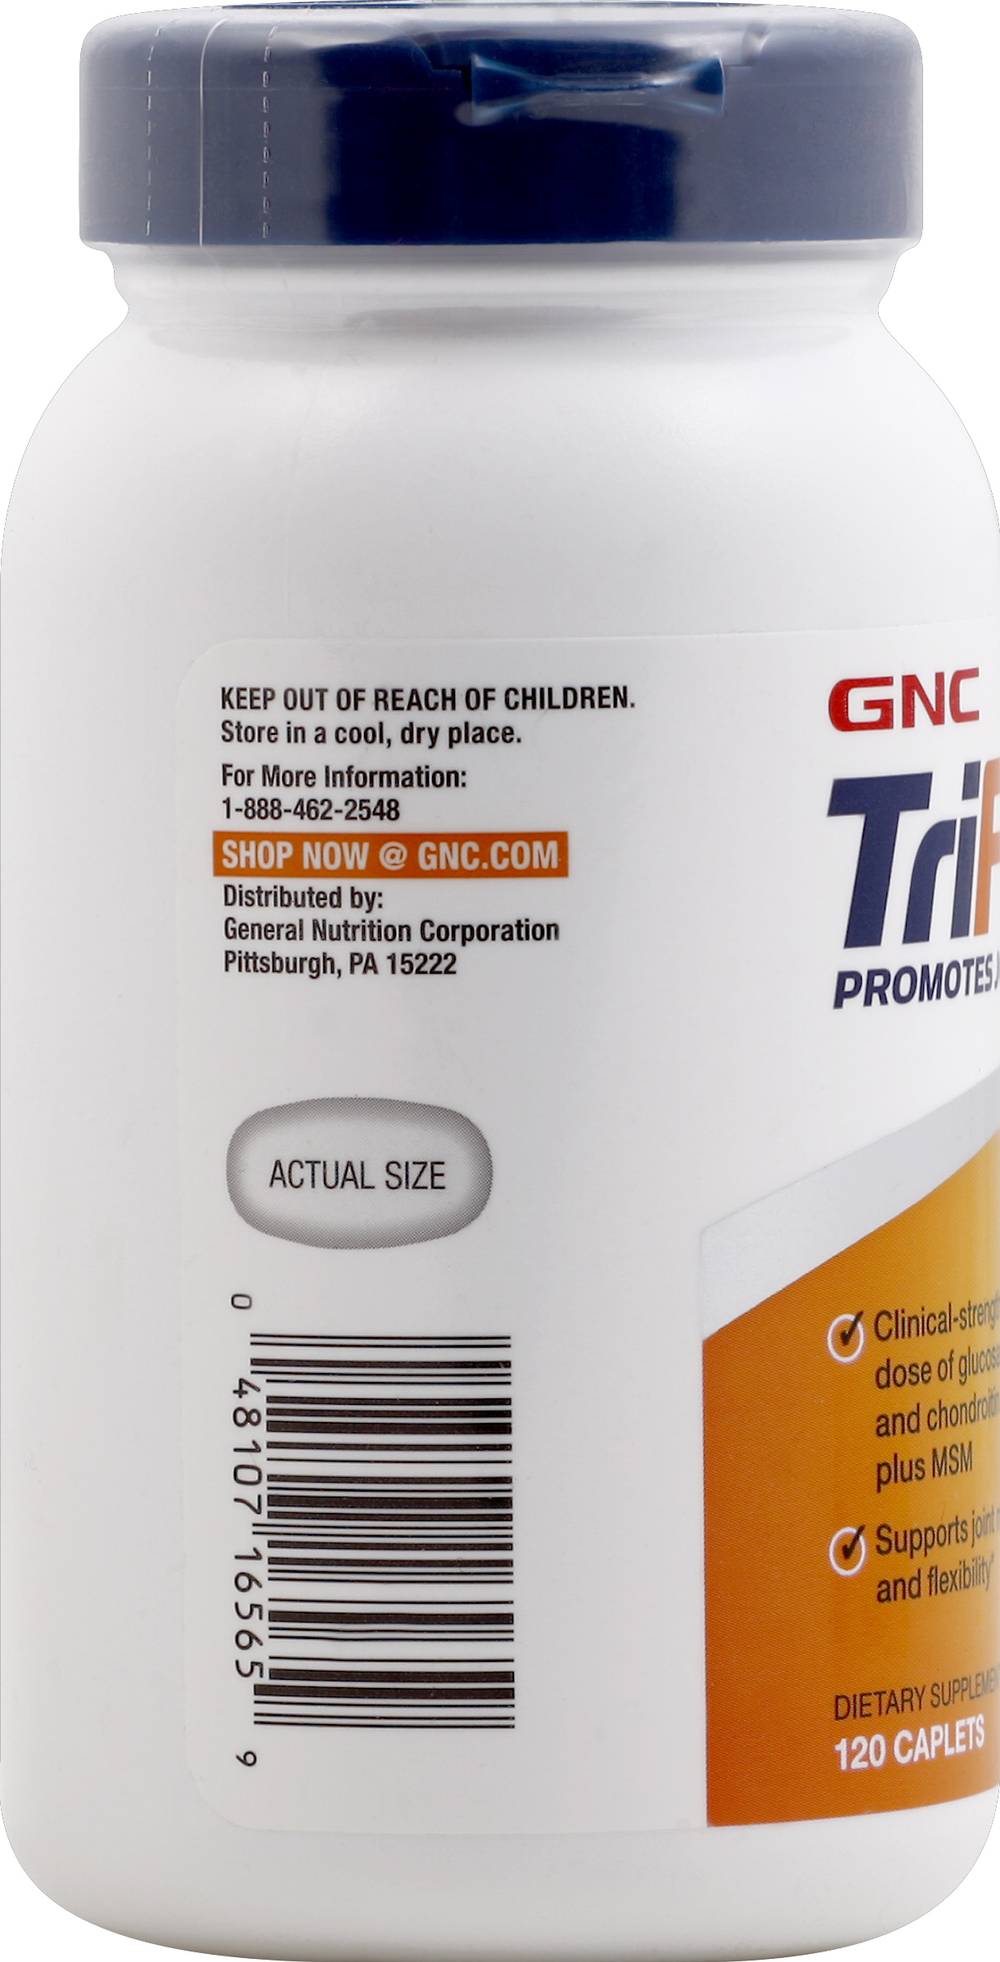 KEEP OUT OF REACH OF CHILDREN.
Store in a cool, dry place.
For More Information:
1-888-462-2548
SHOP NOW @ GNC.COM
Distributed by:
General Nutrition Corporation
Pittsburgh, PA 15222
ACTUAL SIZE
0 48107 16565 9
GNC
Tri
PROMOTES
Clinical-streng
dose of glucos
and chondroitin
plus MSM
Supports joint
and flexibility*
DIETARY SUPPLEMEN
120 CAPLETS